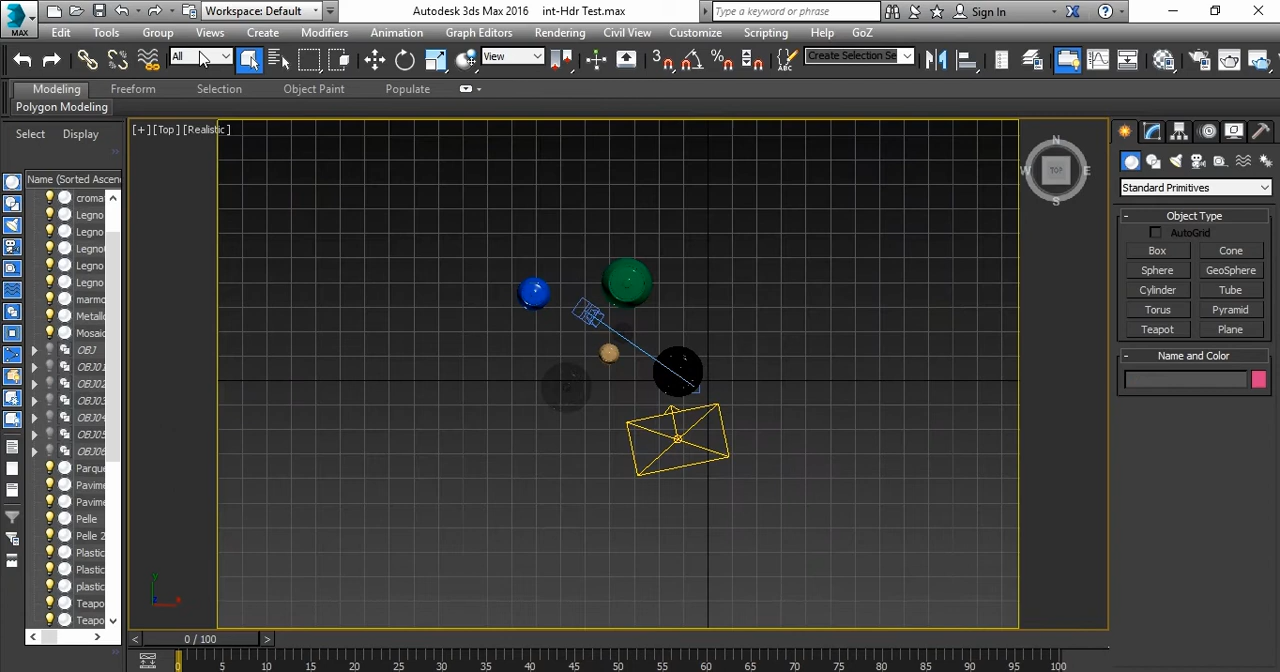 MAX
Workspace: Default
Autodesk 3ds Max 2016
int-Hdr Test.max
Type a keyword or phrase
Sign In
Edit Tools Group Views Create Modifiers Animation Graph Editors Rendering Civil View Customize Scripting Help GoZ
All
View
3
Create Selection Se
Modeling Freeform Selection Object Paint Populate
Polygon Modeling
Select Display
[+] [Top] [Realistic]
Name (Sorted Ascen
croma
Legno
Legno
Legno
Legno
Legno
marmo
Metallo
Mosaic
OBJ
OBJ01
OBJ02
OBJ03
OBJ04
OBJ05
OBJ06
Parque
Pavime
Pavime
Pelle
Pelle 2
Plastic
Plastic
plastic
Teapo
Teapo
N
W TOP E
S
Standard Primitives
- Object Type
AutoGrid
Box Cone
Sphere GeoSphere
Cylinder Tube
Torus Pyramid
Teapot Plane
- Name and Color
< 0 / 100 >
0 5 10 15 20 25 30 35 40 45 50 55 60 65 70 75 80 85 90 95 100